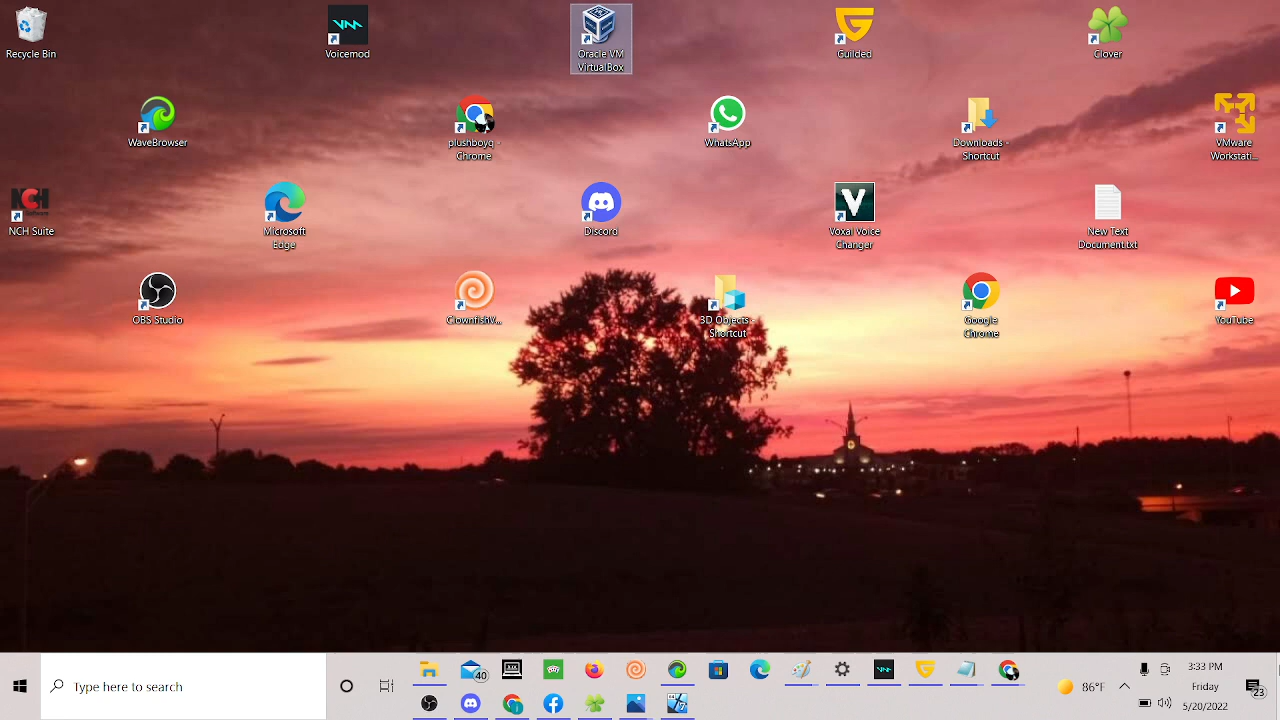 Recycle Bin
Voicemod
Oracle VM
VirtualBox
Guilded
Clover
WaveBrowser
plushboyq -
Chrome
WhatsApp
Downloads -
Shortcut
VMware
Workstati...
NCH
NCH Suite
Microsoft
Edge
Discord
Voxal Voice
Changer
New Text
Document.txt
OBS Studio
ClownfishV...
3D Objects -
Shortcut
Google
Chrome
YouTube
Type here to search
40
86°F
3:33 PM
Friday
5/20/2022
23